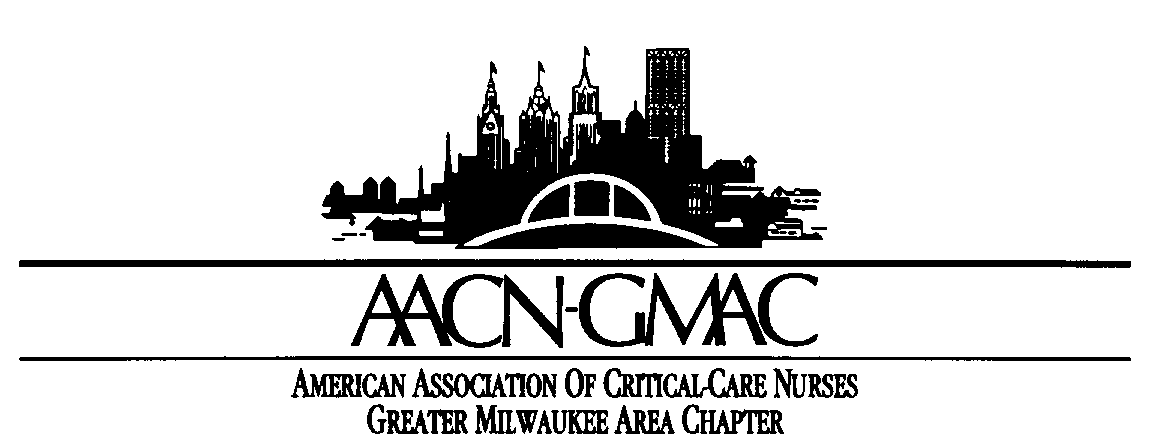 AACN-GMAC
AMERICAN ASSOCIATION OF CRITICAL-CARE NURSES
GREATER MILWAUKEE AREA CHAPTER